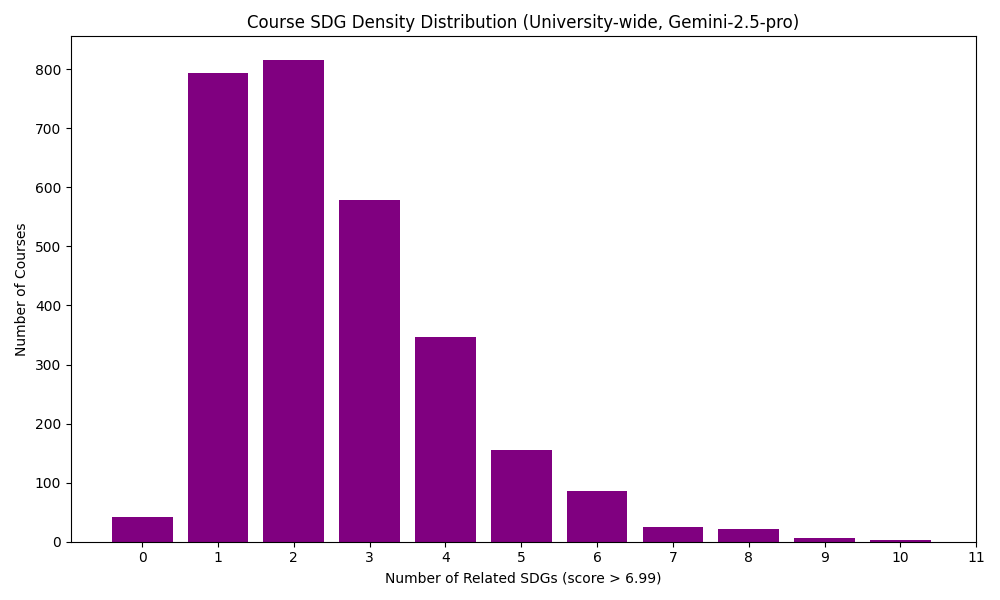 Course SDG Density Distribution (University-wide, Gemini-2.5-pro)
Number of Courses
800
700
600
500
400
300
200
100
0
0 1 2 3 4 5 6 7 8 9 10 11
Number of Related SDGs (score > 6.99)